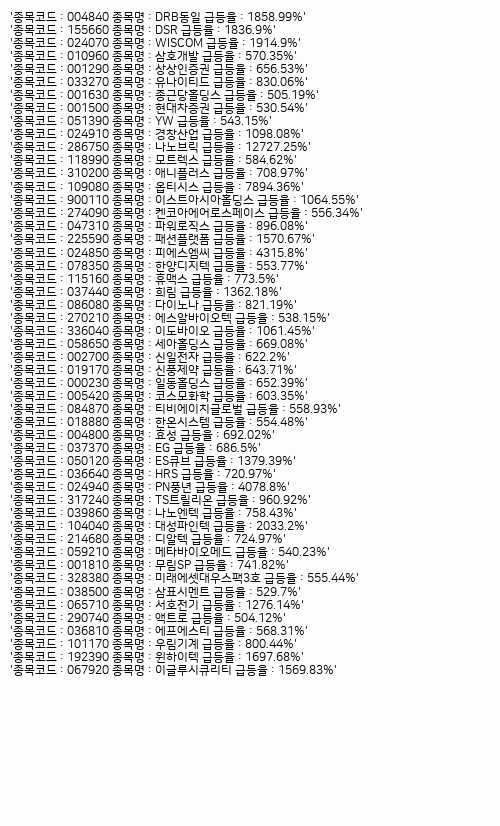 '종목코드 : 004840 종목명 : DRB동일 급등율 : 1858.99%'
'종목코드 : 155660 종목명 : DSR 급등율 : 1836.9%'
'종목코드 : 024070 종목명 : WISCOM 급등율 : 1914.9%'
'종목코드 : 010960 종목명 : 삼호개발 급등율 : 570.35%'
'종목코드 : 001290 종목명 : 상상인증권 급등율 : 656.53%'
'종목코드 : 033270 종목명 : 유나이티드 급등율 : 830.06%'
'종목코드 : 001630 종목명 : 종근당홀딩스 급등율 : 505.19%'
'종목코드 : 001500 종목명 : 현대차증권 급등율 : 530.54%'
'종목코드 : 051390 종목명 : YW 급등율 : 543.15%'
'종목코드 : 024910 종목명 : 경창산업 급등율 : 1098.08%'
'종목코드 : 286750 종목명 : 나노브릭 급등율 : 12727.25%'
'종목코드 : 118990 종목명 : 모트렉스 급등율 : 584.62%'
'종목코드 : 310200 종목명 : 애니플러스 급등율 : 708.97%'
'종목코드 : 109080 종목명 : 옵티시스 급등율 : 7894.36%'
'종목코드 : 900110 종목명 : 이스트아시아홀딩스 급등율 : 1064.55%'
'종목코드 : 274090 종목명 : 켄코아에어로스페이스 급등율 : 556.34%'
'종목코드 : 047310 종목명 : 파워로직스 급등율 : 896.08%'
'종목코드 : 225590 종목명 : 패션플랫폼 급등율 : 1570.67%'
'종목코드 : 024850 종목명 : 피에스엠씨 급등율 : 4315.8%'
'종목코드 : 078350 종목명 : 한양디지텍 급등율 : 553.77%'
'종목코드 : 115160 종목명 : 휴맥스 급등율 : 773.5%'
'종목코드 : 037440 종목명 : 희림 급등율 : 1362.18%'
'종목코드 : 086080 종목명 : 다이노나 급등율 : 821.19%'
'종목코드 : 270210 종목명 : 에스알바이오텍 급등율 : 538.15%'
'종목코드 : 336040 종목명 : 이도바이오 급등율 : 1061.45%'
'종목코드 : 058650 종목명 : 세아홀딩스 급등율 : 669.08%'
'종목코드 : 002700 종목명 : 신일전자 급등율 : 622.2%'
'종목코드 : 019170 종목명 : 신풍제약 급등율 : 643.71%'
'종목코드 : 000230 종목명 : 일동홀딩스 급등율 : 652.39%'
'종목코드 : 005420 종목명 : 코스모화학 급등율 : 603.35%'
'종목코드 : 084870 종목명 : 티비에이치글로벌 급등율 : 558.93%'
'종목코드 : 018880 종목명 : 한온시스템 급등율 : 554.48%'
'종목코드 : 004800 종목명 : 효성 급등율 : 692.02%'
'종목코드 : 037370 종목명 : EG 급등율 : 686.5%'
'종목코드 : 050120 종목명 : ES큐브 급등율 : 1379.39%'
'종목코드 : 036640 종목명 : HRS 급등율 : 720.97%'
'종목코드 : 024940 종목명 : PN풍년 급등율 : 4078.8%'
'종목코드 : 317240 종목명 : TS트릴리온 급등율 : 960.92%'
'종목코드 : 039860 종목명 : 나노엔텍 급등율 : 758.43%'
'종목코드 : 104040 종목명 : 대성파인텍 급등율 : 2033.2%'
'종목코드 : 214680 종목명 : 디알텍 급등율 : 724.97%'
'종목코드 : 059210 종목명 : 메타바이오메드 급등율 : 540.23%'
'종목코드 : 001810 종목명 : 무림SP 급등율 : 741.82%'
'종목코드 : 328380 종목명 : 미래에셋대우스팩3호 급등율 : 555.44%'
'종목코드 : 038500 종목명 : 삼표시멘트 급등율 : 529.7%'
'종목코드 : 065710 종목명 : 서호전기 급등율 : 1276.14%'
'종목코드 : 290740 종목명 : 액트로 급등율 : 504.12%'
'종목코드 : 036810 종목명 : 에프에스티 급등율 : 568.31%'
'종목코드 : 101170 종목명 : 우림기계 급등율 : 800.44%'
'종목코드 : 192390 종목명 : 윈하이텍 급등율 : 1697.68%'
'종목코드 : 067920 종목명 : 이글루시큐리티 급등율 : 1569.83%'